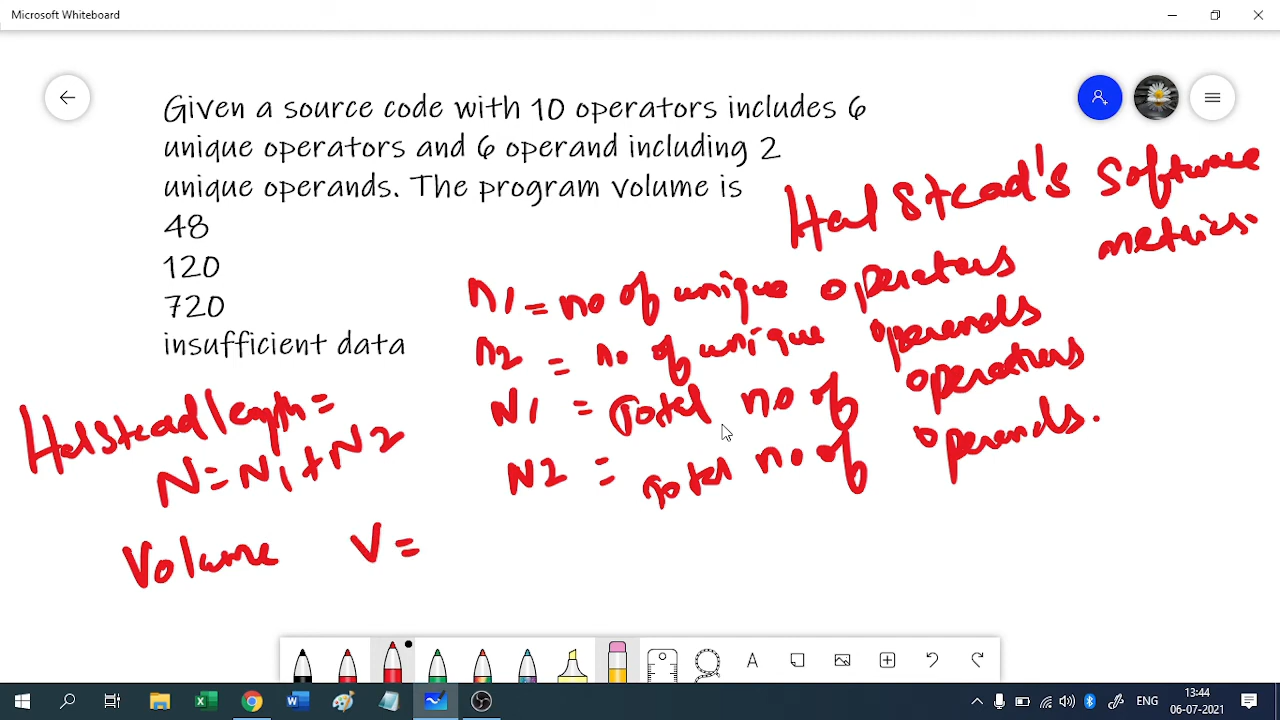 Microsoft Whiteboard
Given a source code with 10 operators includes 6
unique operators and 6 operand including 2
unique operands. The program volume is
48
120
720
insufficient data
HalStead's Software
metrics.
n1 = no of unique operators
n2 = no of unique operands
N1 = Total no of operators
N2 = Total no of operands.
HalStead length =
N = N1 + N2
Volume V =
A
ENG
13:44
06-07-2021